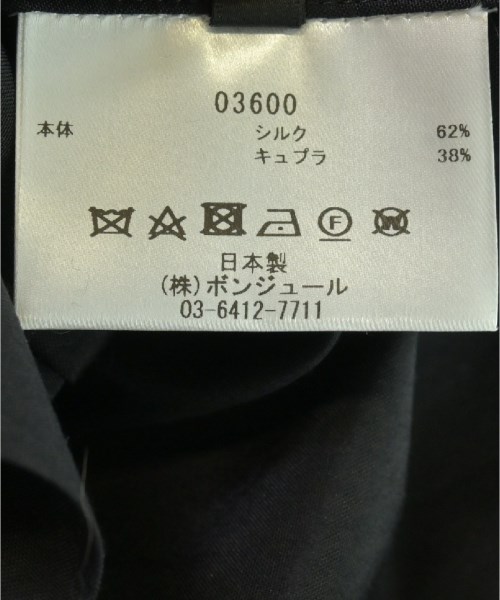 03600
本体 シルク 62%
キュプラ 38%
F W
日本製
(株)ボンジュール
03-6412-7711